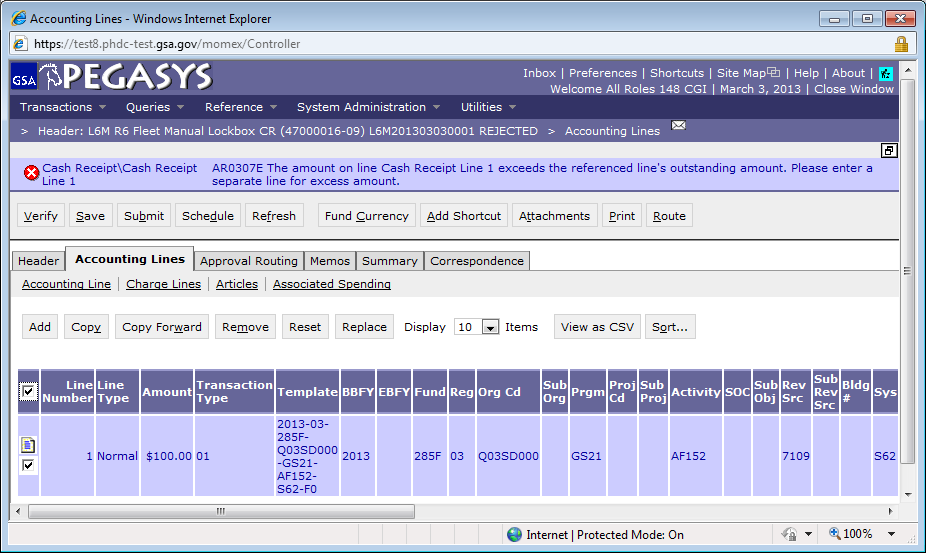 Accounting Lines - Windows Internet Explorer
https://test8.phdc-test.gsa.gov/momex/Controller
GSA PEGASYS
Inbox | Preferences | Shortcuts | Site Map | Help | About |
Welcome All Roles 148 CGI | March 3, 2013 | Close Window
Transactions Queries Reference System Administration Utilities
> Header: L6M R6 Fleet Manual Lockbox CR (47000016-09) L6M201303030001 REJECTED > Accounting Lines
Cash Receipt\Cash Receipt Line 1 AR0307E The amount on line Cash Receipt Line 1 exceeds the referenced line's outstanding amount. Please enter a separate line for excess amount.
Verify Save Submit Schedule Refresh Fund Currency Add Shortcut Attachments Print Route
Header Accounting Lines Approval Routing Memos Summary Correspondence
Accounting Line | Charge Lines | Articles | Associated Spending
Add Copy Copy Forward Remove Reset Replace Display 10 Items View as CSV Sort...
Line Number Line Type Amount Transaction Type Template BBFY EBFY Fund Reg Org Cd Sub Org Prgm Proj Cd Sub Proj Activity SOC Sub Obj Rev Src Sub Rev Src Bldg # Sys
1 Normal $100.00 01 2013-03-285F-Q03SD000-GS21-AF152-S62-F0 2013 285F 03 Q03SD000 GS21 AF152 7109 S62
Internet | Protected Mode: On 100%